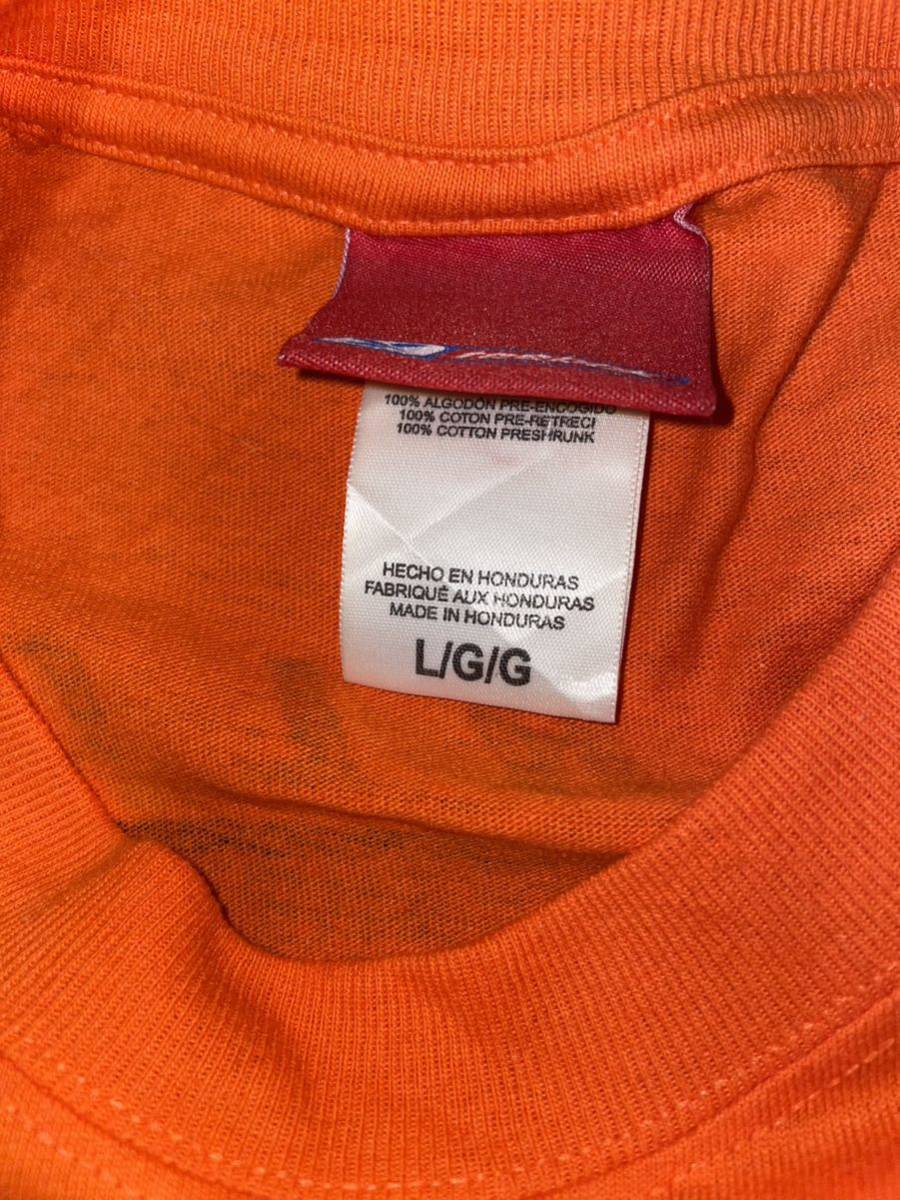 100% ALGODÓN PRE-ENCOGIDO
100% COTON PRE-RETRECI
100% COTTON PRESHRUNK
HECHO EN HONDURAS
FABRIQUÉ AUX HONDURAS
MADE IN HONDURAS
L/G/G